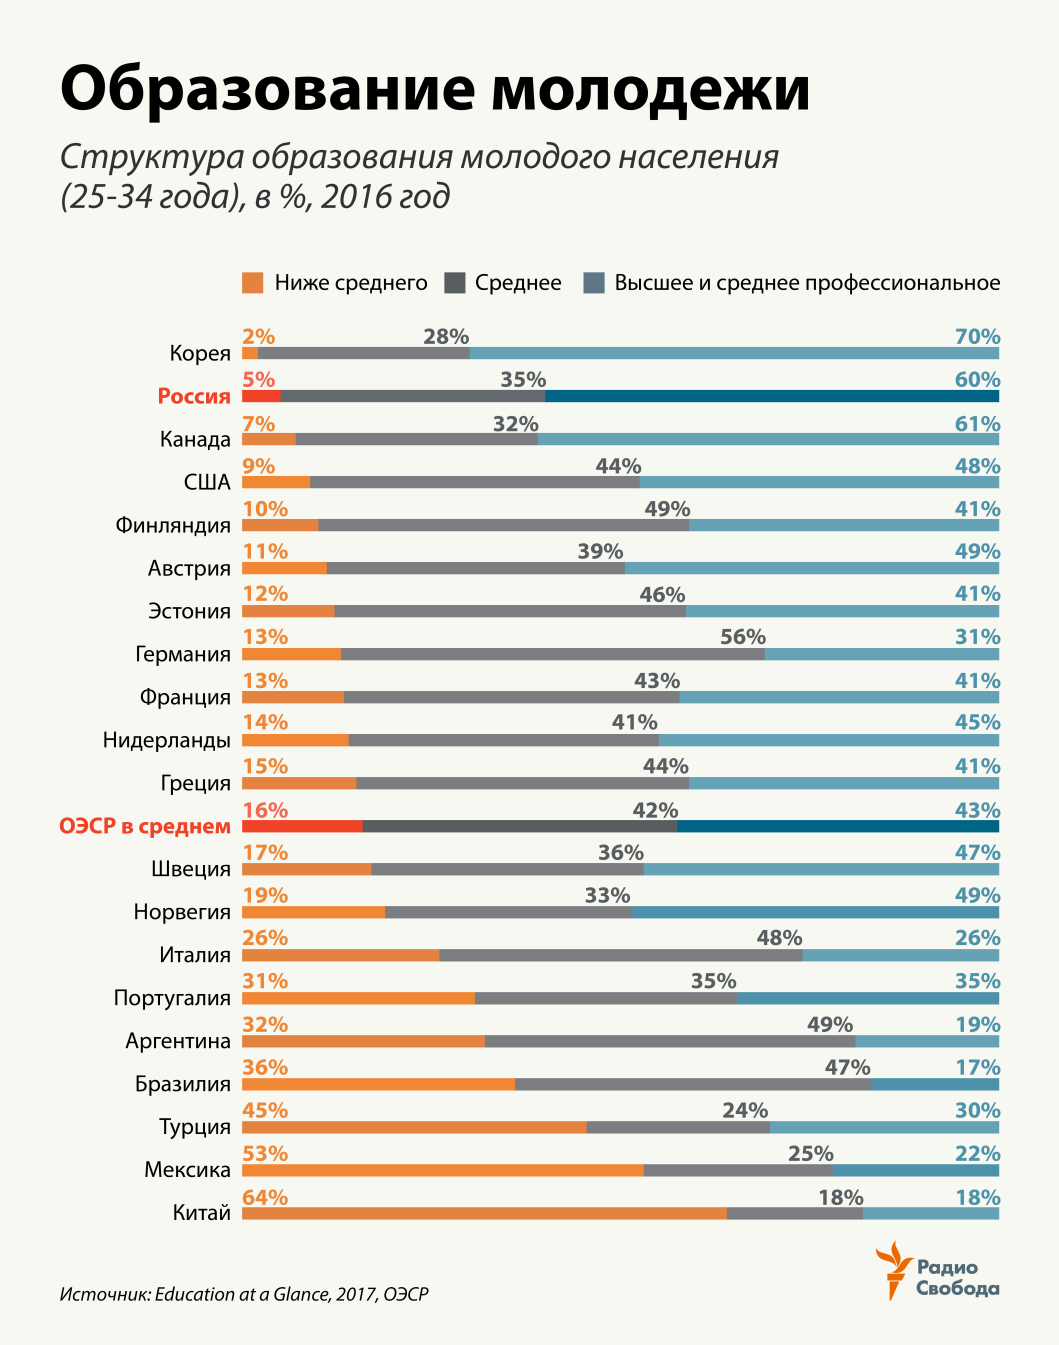 Образование молодежи
Структура образования молодого населения
(25-34 года), в %, 2016 год
Ниже среднего Среднее Высшее и среднее профессиональное
Корея 2% 28% 70%
Россия 5% 35% 60%
Канада 7% 32% 61%
США 9% 44% 48%
Финляндия 10% 49% 41%
Австрия 11% 39% 49%
Эстония 12% 46% 41%
Германия 13% 56% 31%
Франция 13% 43% 41%
Нидерланды 14% 41% 45%
Греция 15% 44% 41%
ОЭСР в среднем 16% 42% 43%
Швеция 17% 36% 47%
Норвегия 19% 33% 49%
Италия 26% 48% 26%
Португалия 31% 35% 35%
Аргентина 32% 49% 19%
Бразилия 36% 47% 17%
Турция 45% 24% 30%
Мексика 53% 25% 22%
Китай 64% 18% 18%
Источник: Education at a Glance, 2017, ОЭСР
Радио
Свобода